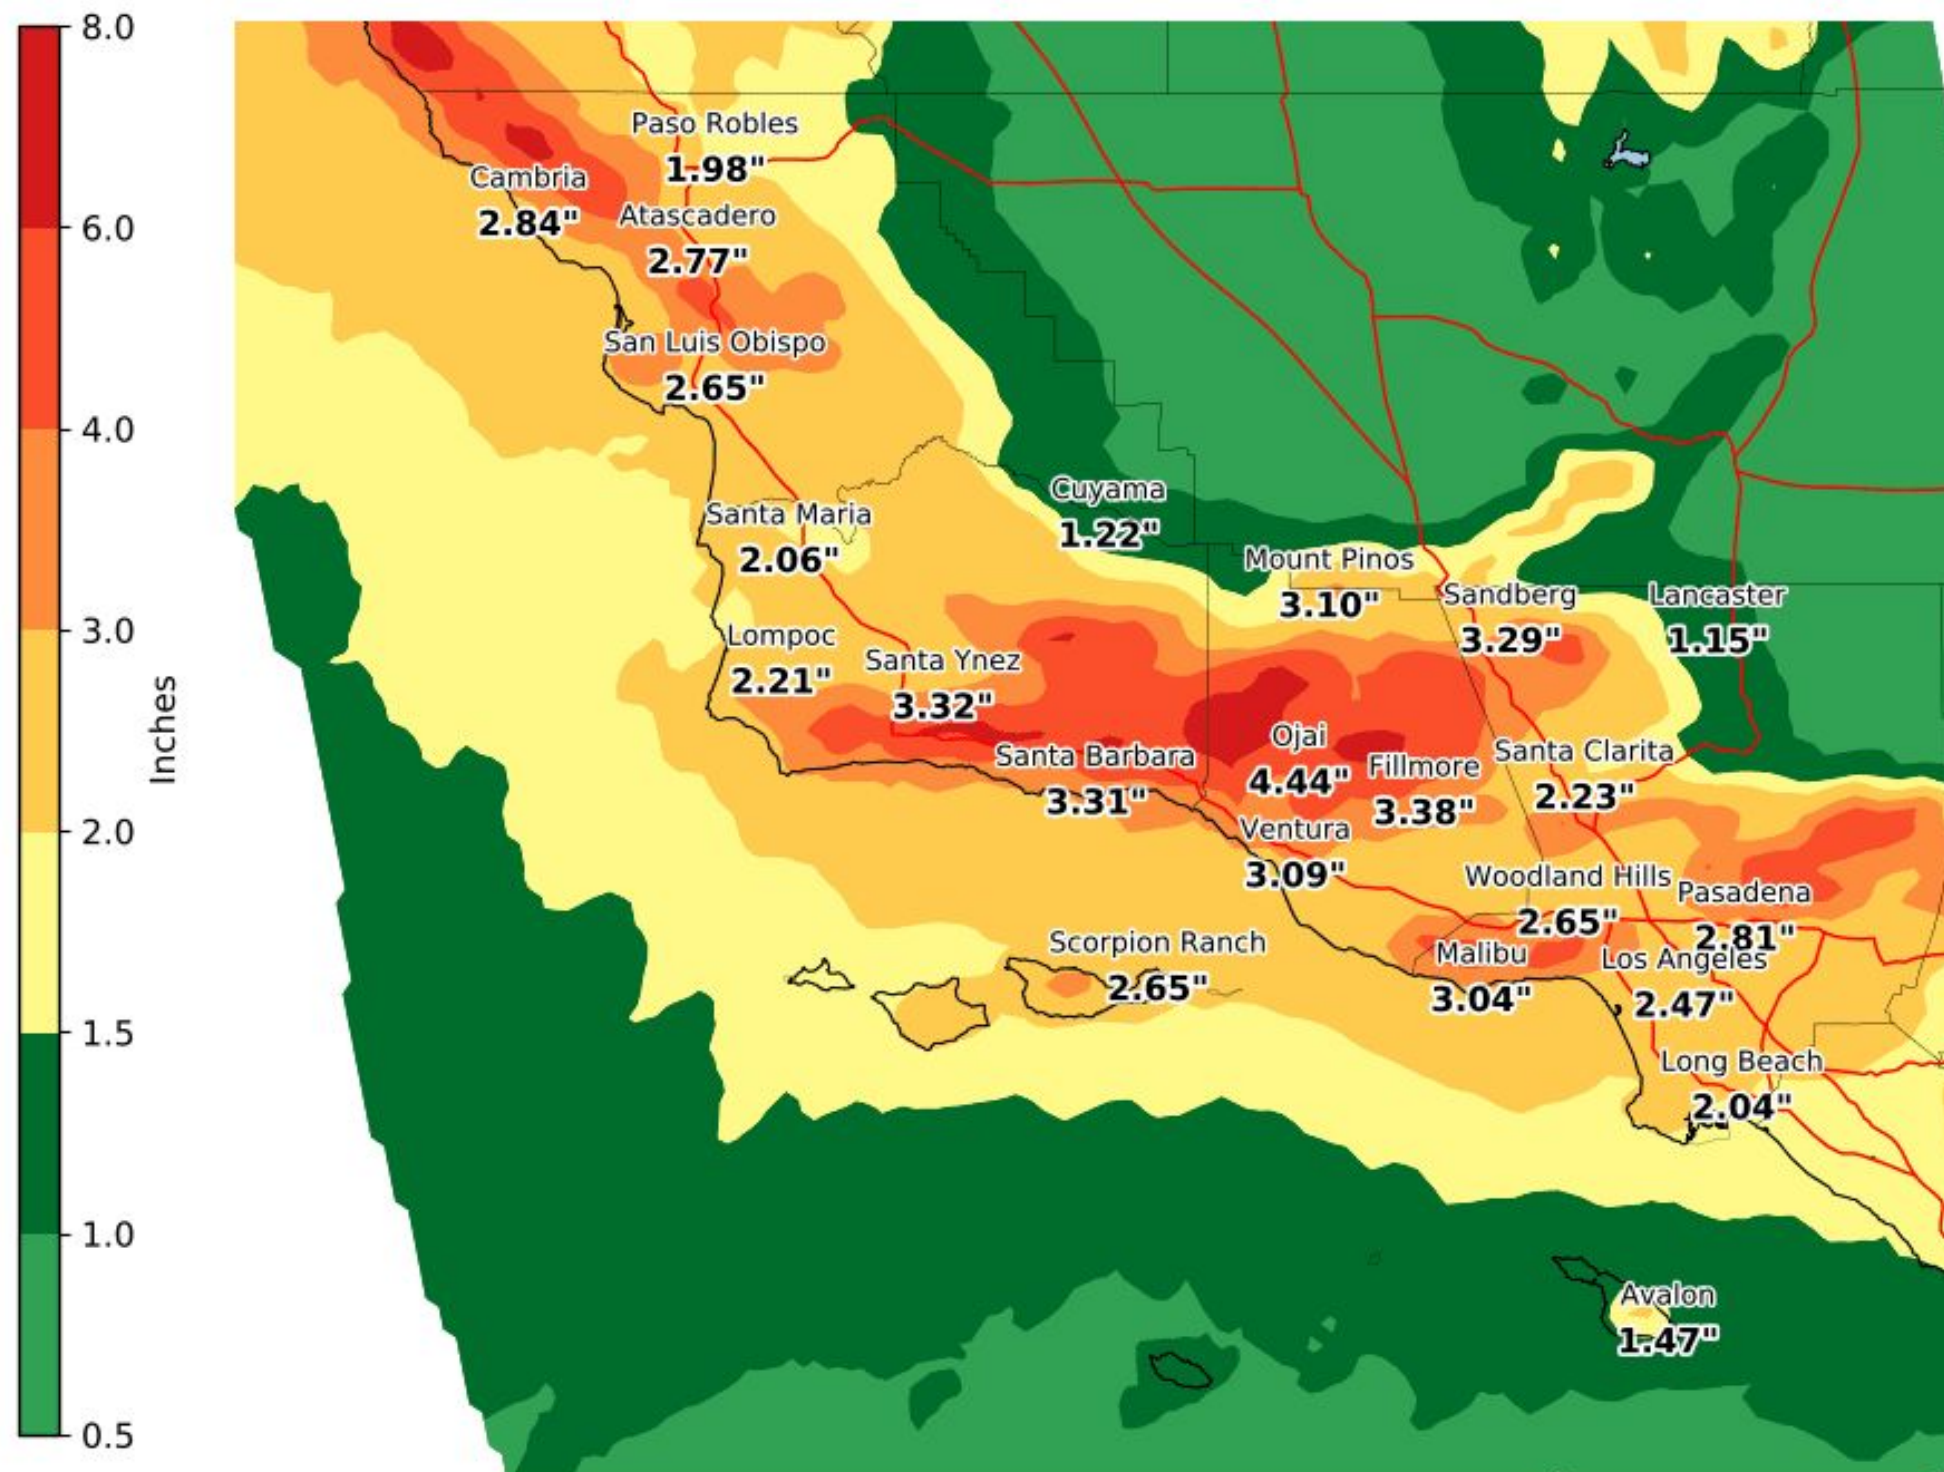 8.0
6.0
4.0
3.0
2.0
1.5
1.0
0.5
Inches
Paso Robles
1.98"
Cambria
2.84"
Atascadero
2.77"
San Luis Obispo
2.65"
Cuyama
1.22"
Santa Maria
2.06"
Mount Pinos
3.10"
Sandberg
3.29"
Lancaster
1.15"
Lompoc
2.21"
Santa Ynez
3.32"
Santa Barbara
3.31"
Ojai
4.44"
Fillmore
3.38"
Santa Clarita
2.23"
Ventura
3.09"
Woodland Hills
2.65"
Pasadena
2.81"
Scorpion Ranch
2.65"
Malibu
3.04"
Los Angeles
2.47"
Long Beach
2.04"
Avalon
1.47"